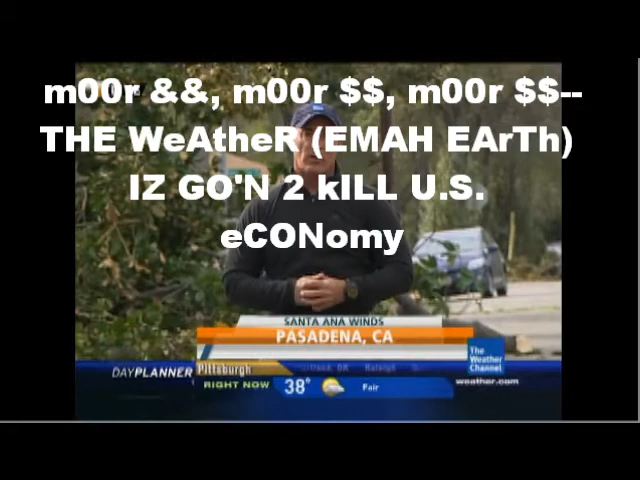 m00r &&, m00r $$, m00r $$--
THE WeAtheR (EMAH EArTh)
IZ GO'N 2 kILL U.S.
eCONomy
SANTA ANA WINDS
PASADENA, CA
The
Weather
Channel
DAYPLANNER
Pittsburgh
Raleigh
RIGHT NOW
38°
Fair
weather.com